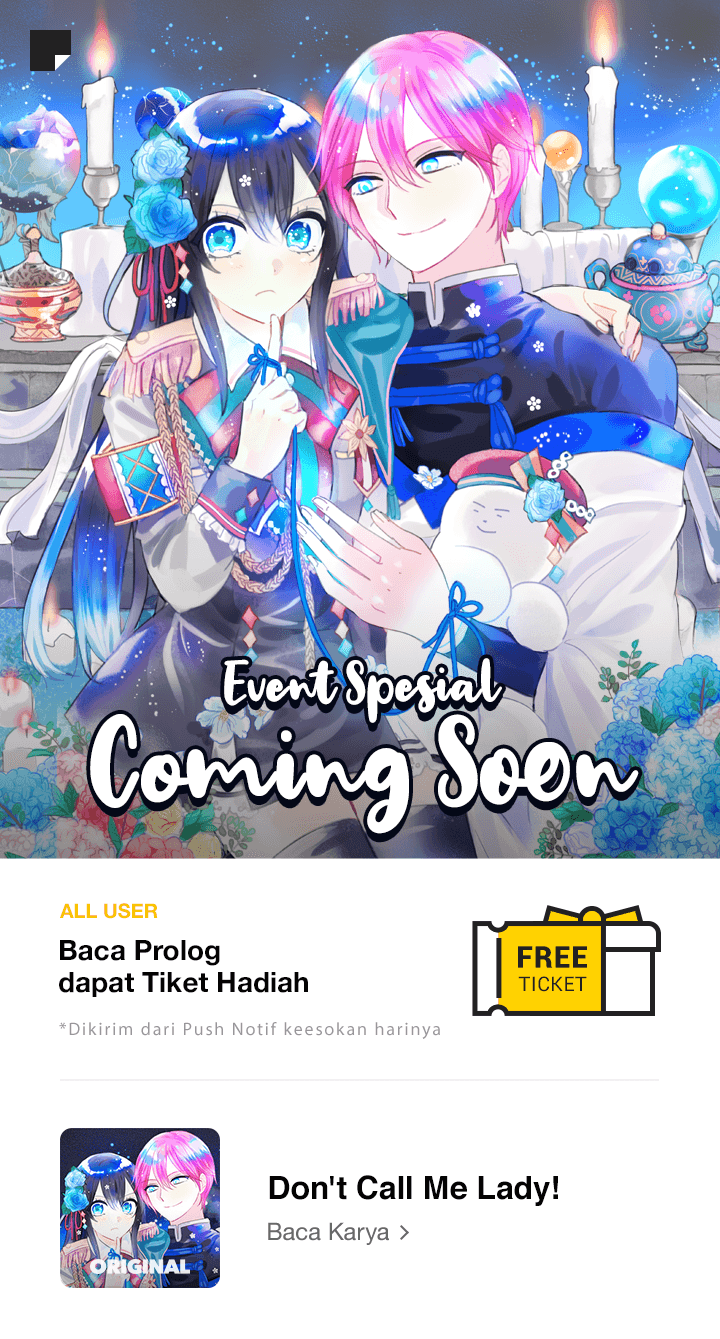 Event Spesial
Coming Soon
ALL USER
Baca Prolog
dapat Tiket Hadiah
*Dikirim dari Push Notif keesokan harinya
FREE
TICKET
ORIGINAL
Don't Call Me Lady!
Baca Karya >